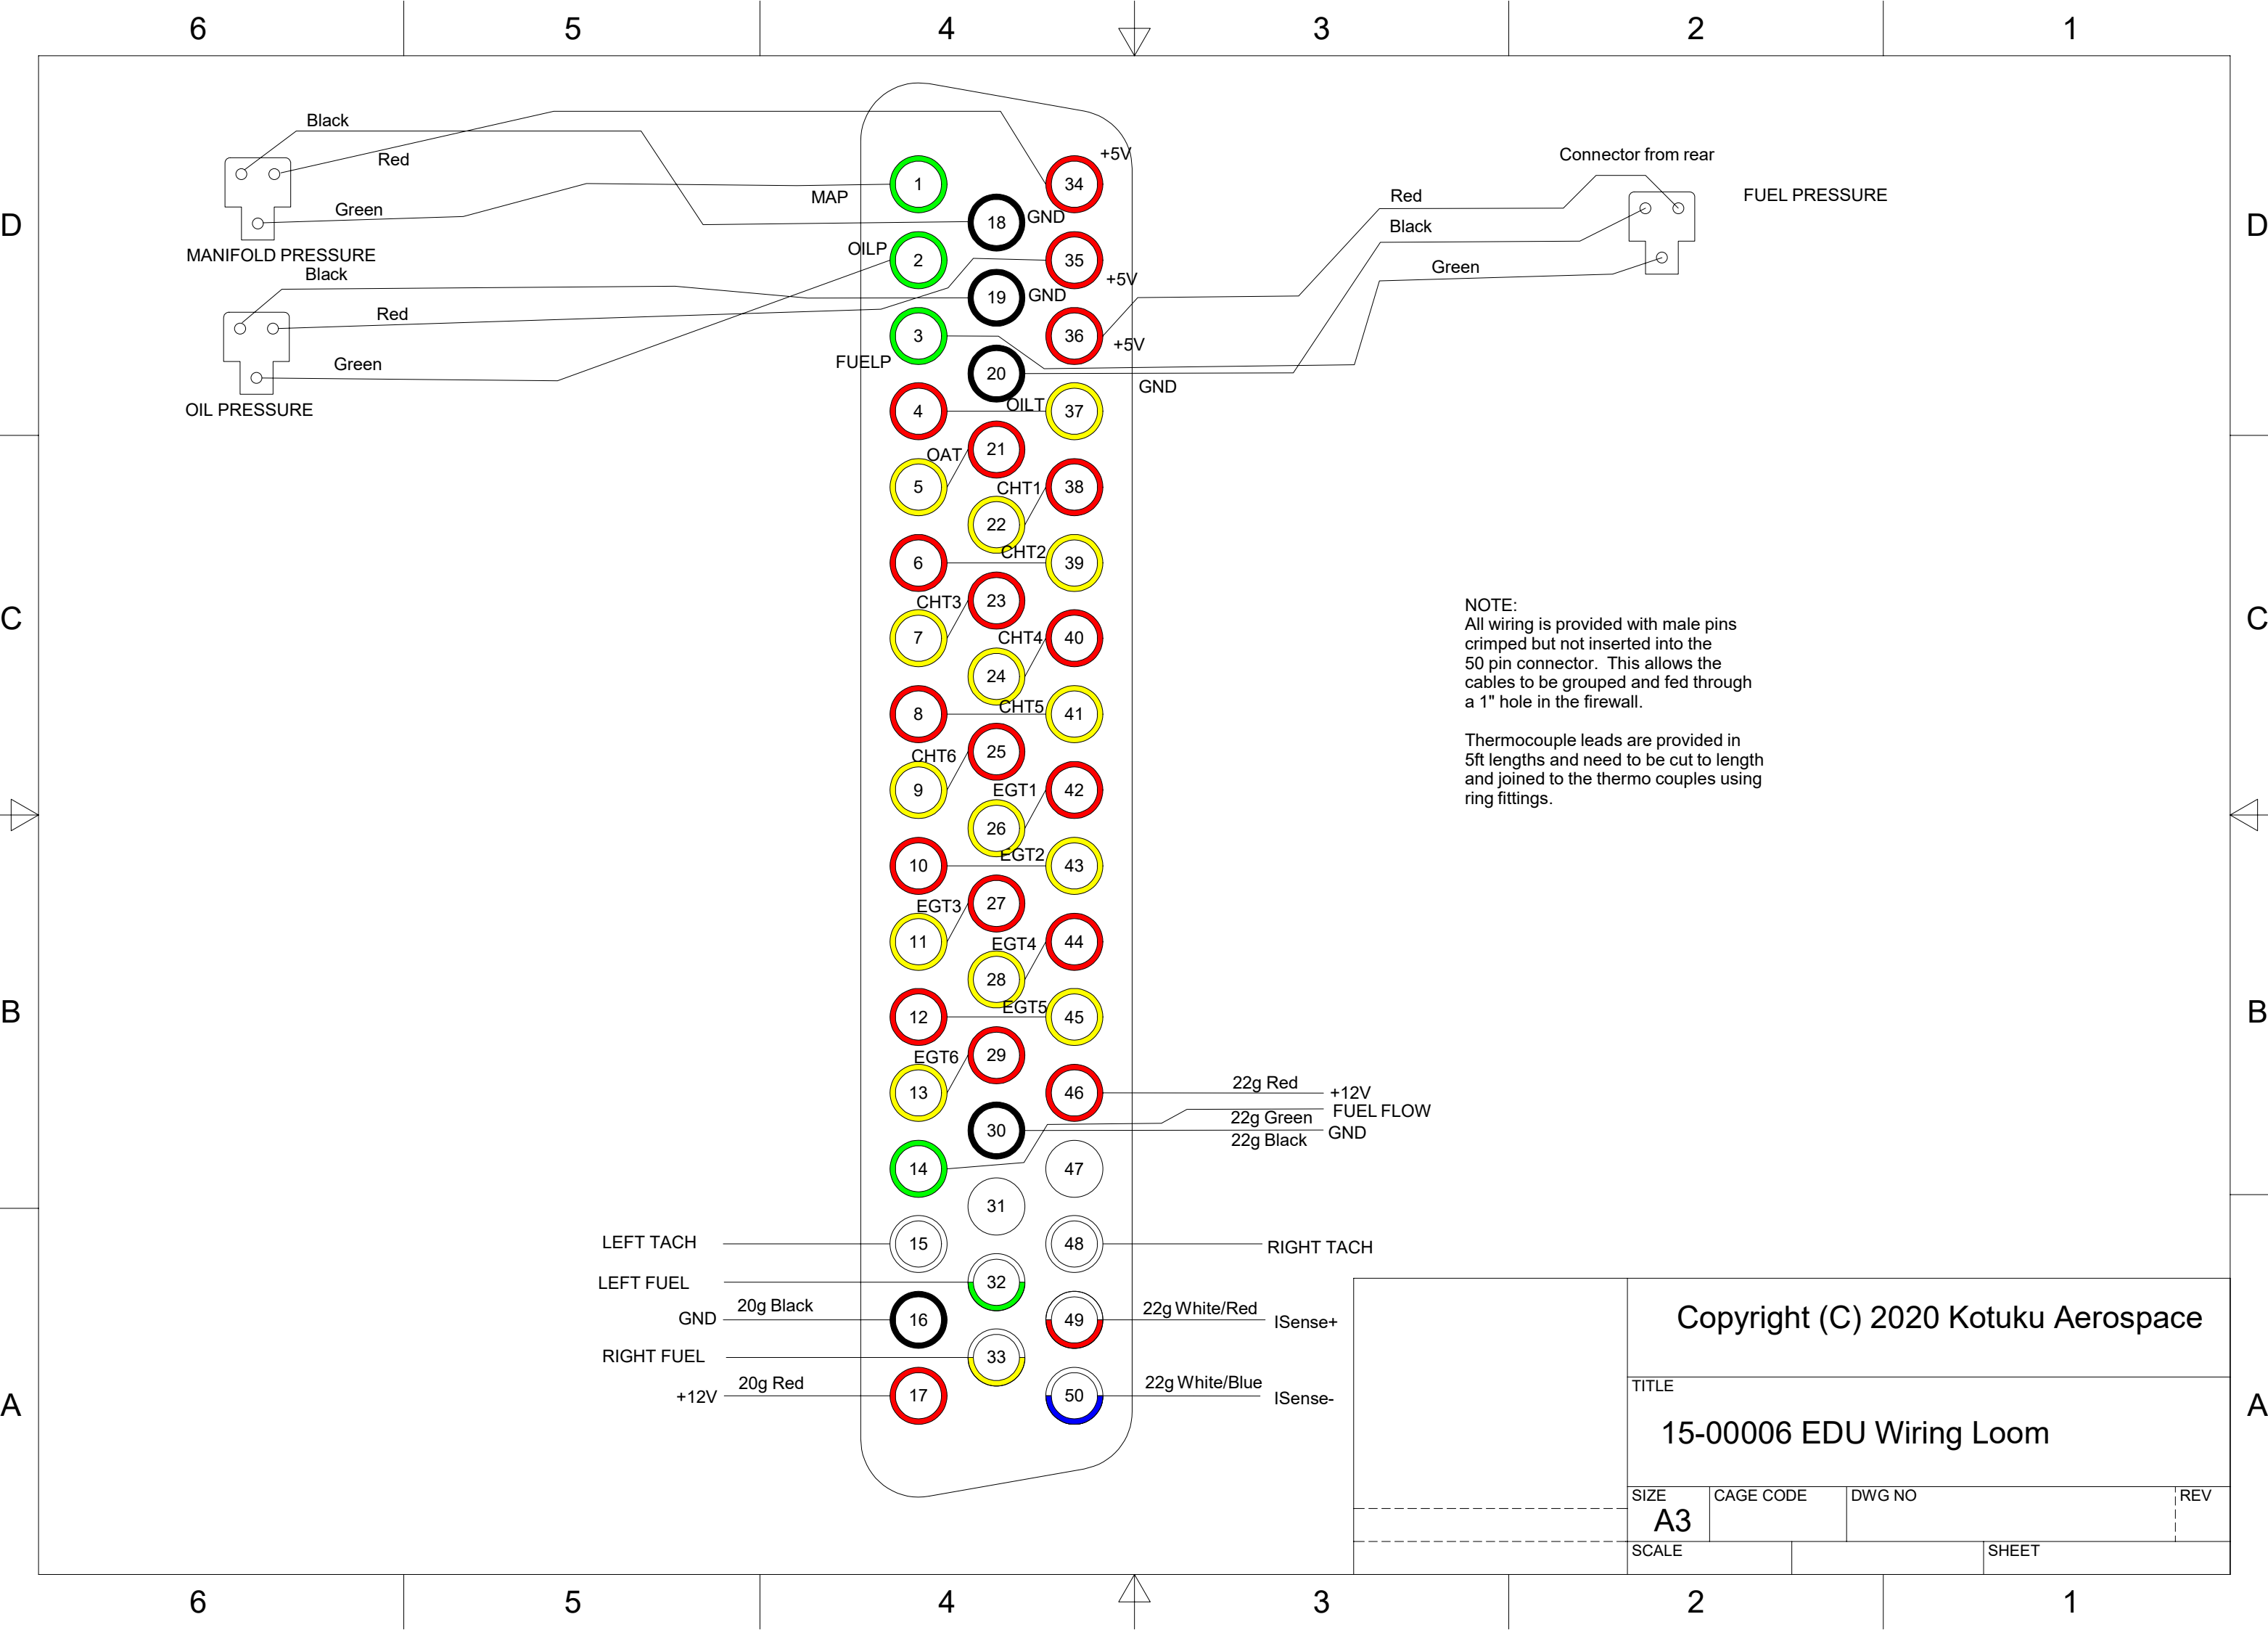 6 5 4 3 2 1
Black
Red
Green
MANIFOLD PRESSURE
Black
Red
Green
OIL PRESSURE
MAP
OILP
FUELP
+5V
GND
+5V
GND
+5V
GND
Connector from rear
FUEL PRESSURE
Red
Black
Green
D
D
1
34
18
2
35
19
3
36
20
4
OILT
37
21
OAT
5
CHT1
38
22
6
CHT2
39
23
CHT3
7
CHT4
40
24
8
CHT5
41
25
CHT6
9
EGT1
42
26
10
EGT2
43
27
EGT3
11
EGT4
44
28
12
EGT5
45
29
EGT6
13
46
30
14
47
31
15
48
32
16
49
33
17
50
C
C
NOTE:
All wiring is provided with male pins
crimped but not inserted into the
50 pin connector. This allows the
cables to be grouped and fed through
a 1" hole in the firewall.
Thermocouple leads are provided in
5ft lengths and need to be cut to length
and joined to the thermo couples using
ring fittings.
B
B
22g Red
+12V
22g Green
FUEL FLOW
22g Black
GND
LEFT TACH
LEFT FUEL
GND
20g Black
RIGHT FUEL
+12V
20g Red
RIGHT TACH
22g White/Red
ISense+
22g White/Blue
ISense-
A
A
Copyright (C) 2020 Kotuku Aerospace
TITLE
15-00006 EDU Wiring Loom
SIZE
A3
CAGE CODE
DWG NO
REV
SCALE
SHEET
6 5 4 3 2 1